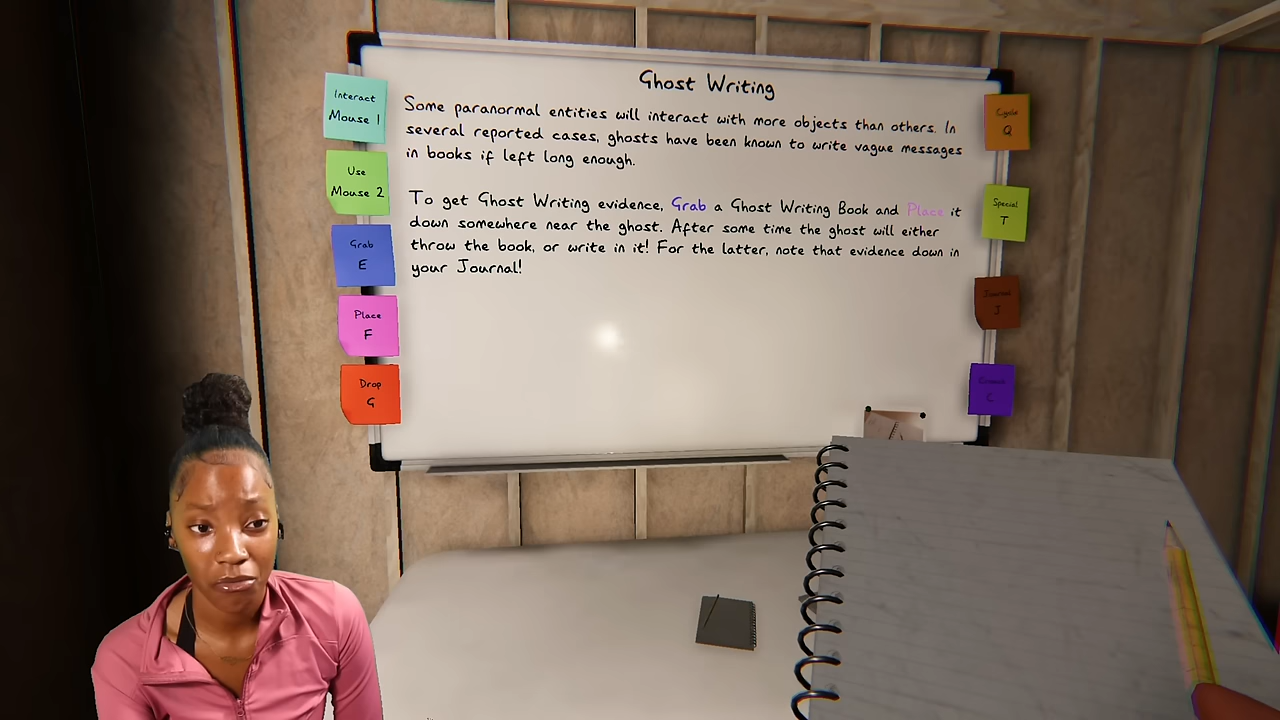 Ghost Writing
Some paranormal entities will interact with more objects than others. In
several reported cases, ghosts have been known to write vague messages
in books if left long enough.
To get Ghost Writing evidence, Grab a Ghost Writing Book and Place it
down somewhere near the ghost. After some time the ghost will either
throw the book, or write in it! For the latter, note that evidence down in
your Journal!
Interact
Mouse 1
Use
Mouse 2
Grab
E
Place
F
Drop
G
Q
Special
T
Journal
J
Crouch
C